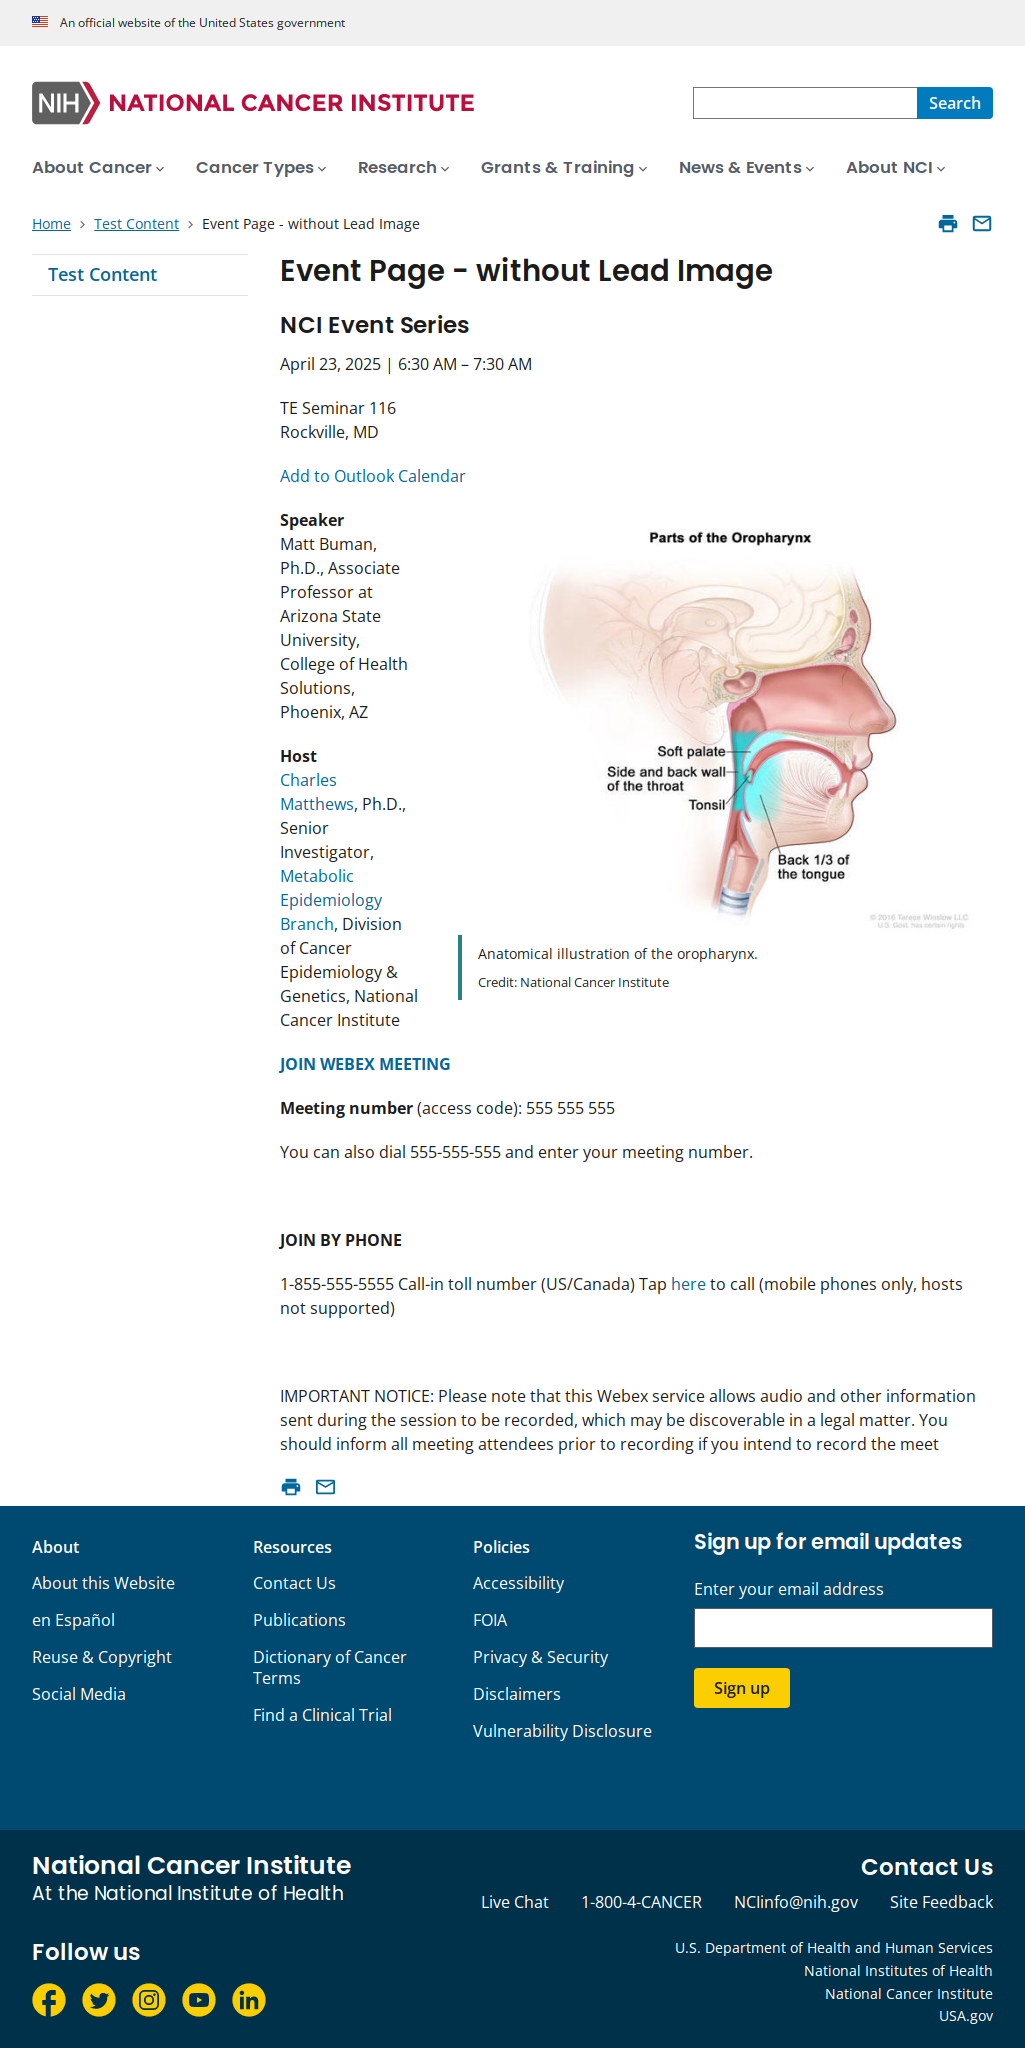 An official website of the United States government
NIH NATIONAL CANCER INSTITUTE
Search
About Cancer
Cancer Types
Research
Grants & Training
News & Events
About NCI
Home
Test Content
Event Page - without Lead Image
Test Content
Event Page - without Lead Image
NCI Event Series
April 23, 2025 | 6:30 AM – 7:30 AM
TE Seminar 116
Rockville, MD
Add to Outlook Calendar
Speaker
Matt Buman,
Ph.D., Associate
Professor at
Arizona State
University,
College of Health
Solutions,
Phoenix, AZ
Host
Charles
Matthews, Ph.D.,
Senior
Investigator,
Metabolic
Epidemiology
Branch, Division
of Cancer
Epidemiology &
Genetics, National
Cancer Institute
Parts of the Oropharynx
Soft palate
Side and back wall
of the throat
Tonsil
Back 1/3 of
the tongue
© 2016 Terese Winslow LLC
U.S. Govt. has certain rights
Anatomical illustration of the oropharynx.
Credit: National Cancer Institute
JOIN WEBEX MEETING
Meeting number (access code): 555 555 555
You can also dial 555-555-555 and enter your meeting number.
JOIN BY PHONE
1-855-555-5555 Call-in toll number (US/Canada) Tap here to call (mobile phones only, hosts
not supported)
IMPORTANT NOTICE: Please note that this Webex service allows audio and other information
sent during the session to be recorded, which may be discoverable in a legal matter. You
should inform all meeting attendees prior to recording if you intend to record the meet
About
About this Website
en Español
Reuse & Copyright
Social Media
Resources
Contact Us
Publications
Dictionary of Cancer
Terms
Find a Clinical Trial
Policies
Accessibility
FOIA
Privacy & Security
Disclaimers
Vulnerability Disclosure
Sign up for email updates
Enter your email address
Sign up
National Cancer Institute
At the National Institute of Health
Contact Us
Live Chat
1-800-4-CANCER
NCIinfo@nih.gov
Site Feedback
Follow us
U.S. Department of Health and Human Services
National Institutes of Health
National Cancer Institute
USA.gov